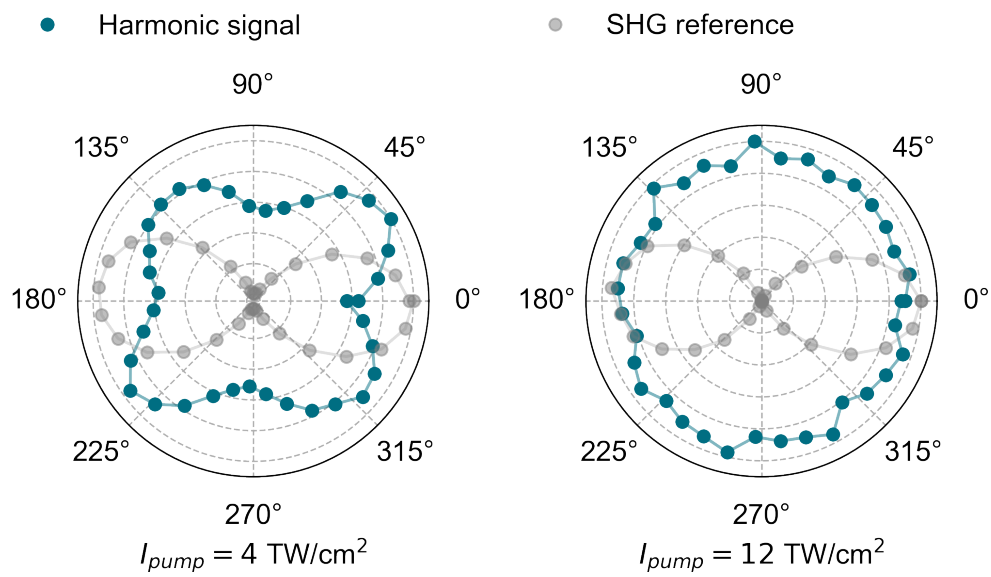 Harmonic signal SHG reference
90° 90°
135° 45° 135° 45°
180° 0° 180° 0°
225° 315° 225° 315°
270° 270°
I_pump = 4 TW/cm² I_pump = 12 TW/cm²